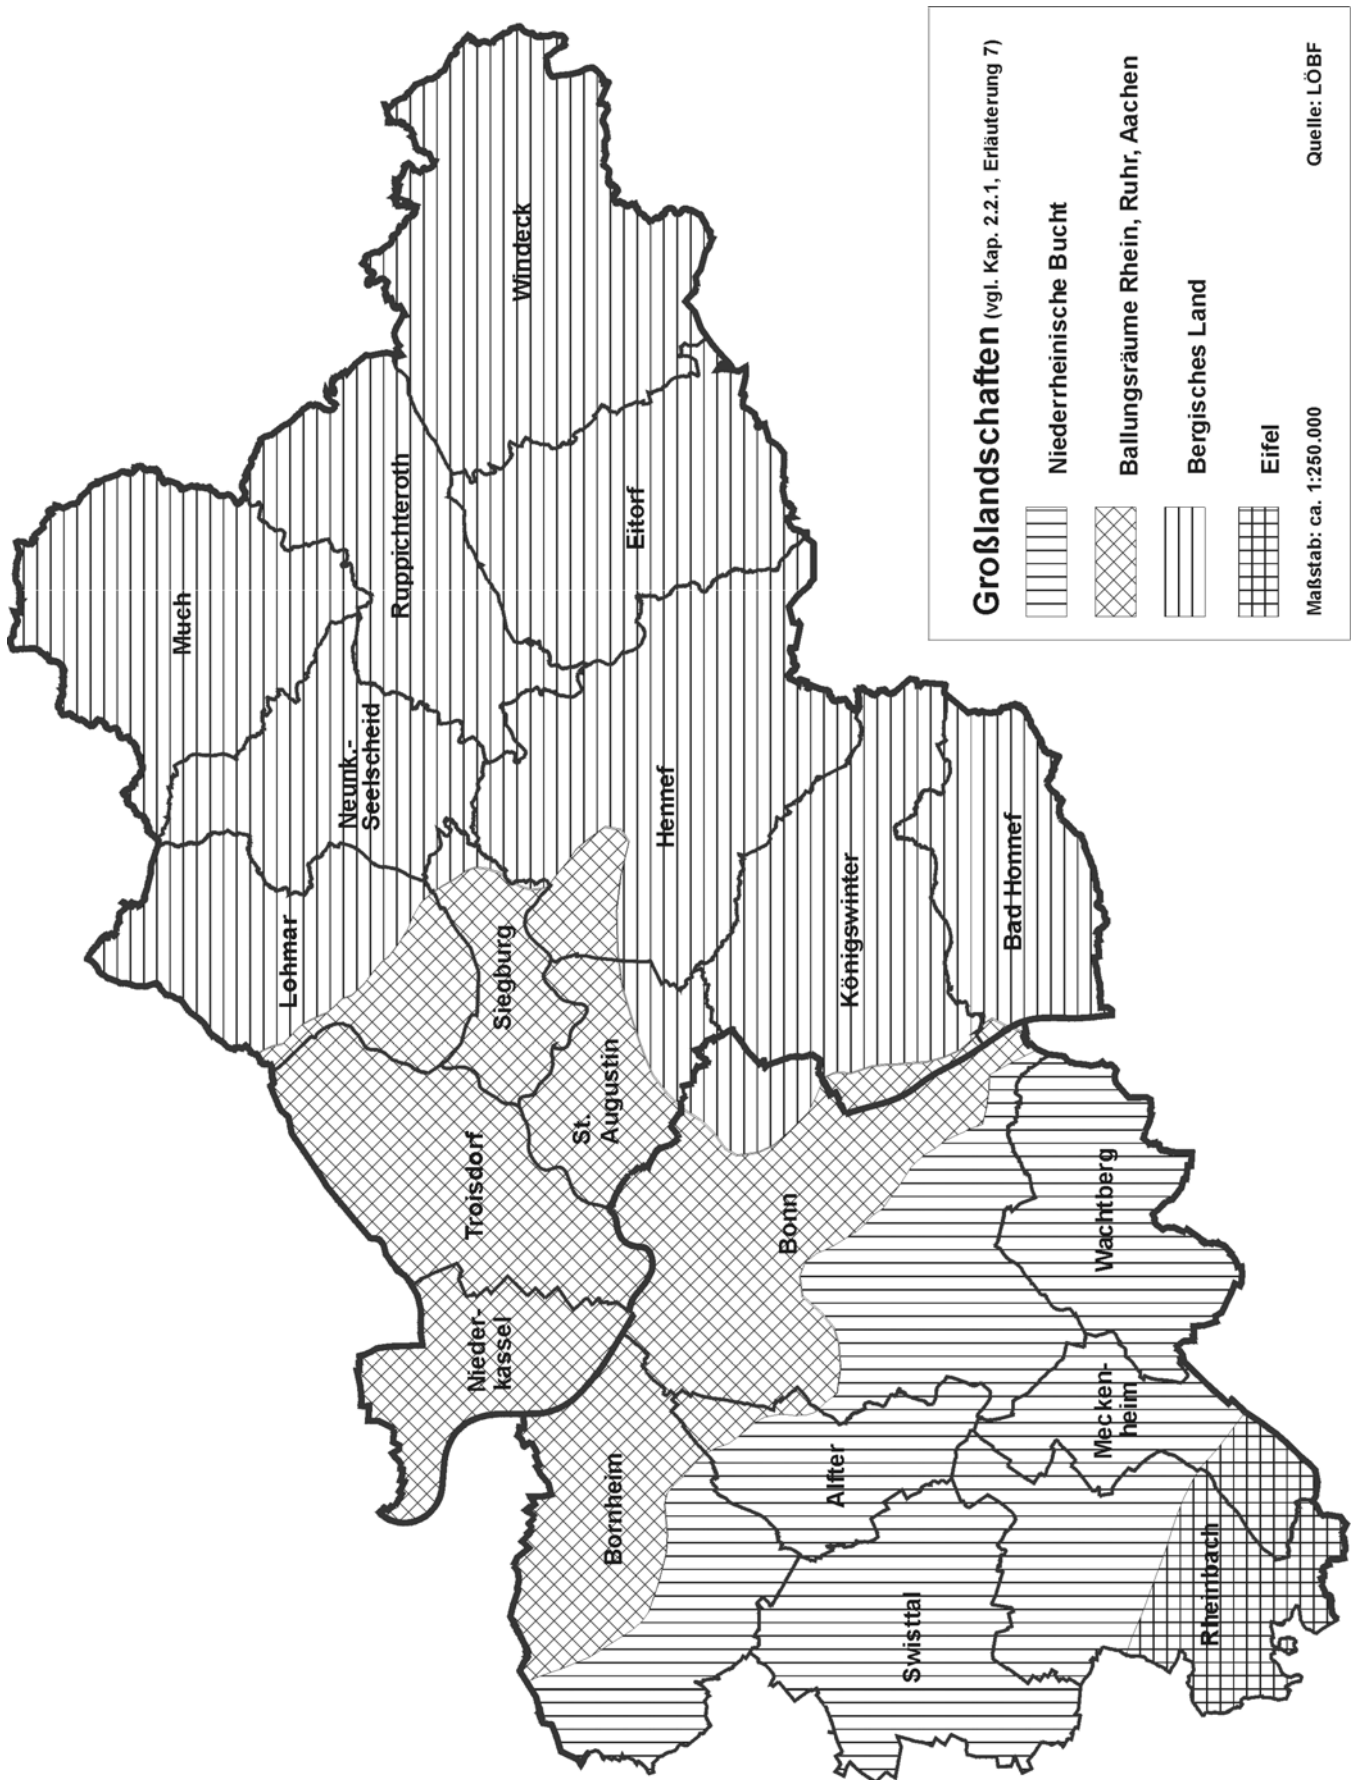 Much
Windeck
Ruppichteroth
Neunk.-
Seelscheid
Lohmar
Eitorf
Hennef
Siegburg
St.
Augustin
Troisdorf
Nieder-
kassel
Königswinter
Bad Honnef
Bonn
Bornheim
Alfter
Swisttal
Wachtberg
Mecken-
heim
Rheinbach
Großlandschaften (vgl. Kap. 2.2.1, Erläuterung 7)
Niederrheinische Bucht
Ballungsräume Rhein, Ruhr, Aachen
Bergisches Land
Eifel
Maßstab: ca. 1:250.000 Quelle: LÖBF